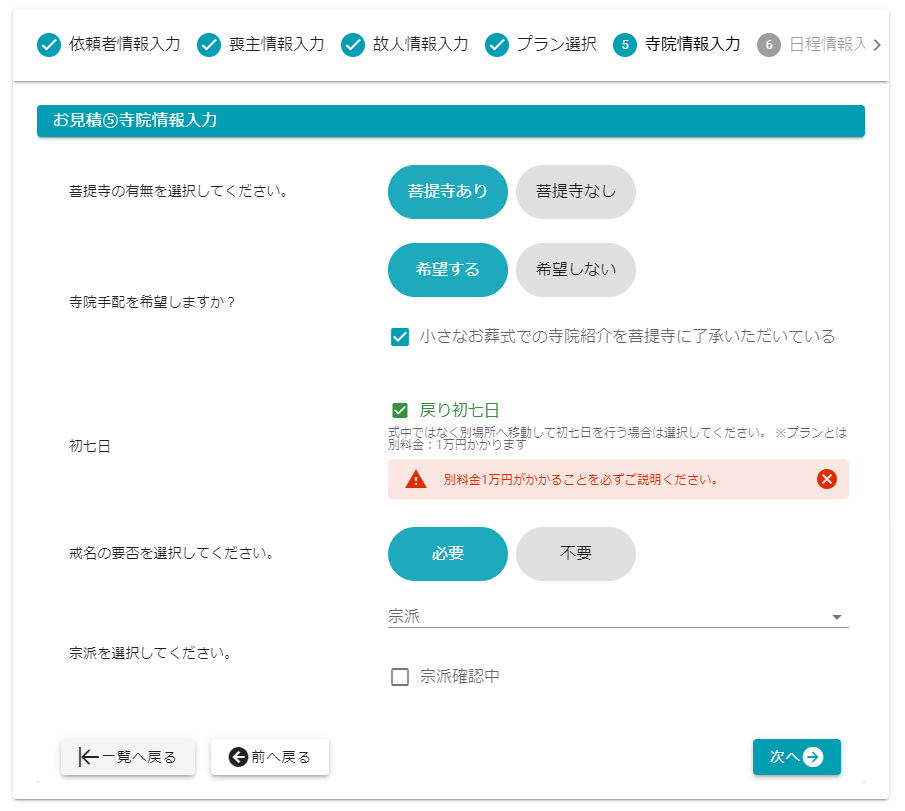 依頼者情報入力 喪主情報入力 故人情報入力 プラン選択 5 寺院情報入力 6 日程情報入
お見積⑤寺院情報入力
菩提寺の有無を選択してください。 菩提寺あり 菩提寺なし
希望する 希望しない
寺院手配を希望しますか？
小さなお葬式での寺院紹介を菩提寺に了承いただいている
戻り初七日
初七日
式中ではなく別場所へ移動して初七日を行う場合は選択してください。 ※プランとは
別料金：1万円かかります
別料金1万円がかかることを必ずご説明ください。
戒名の要否を選択してください。 必要 不要
宗派
宗派を選択してください。
宗派確認中
一覧へ戻る 前へ戻る 次へ